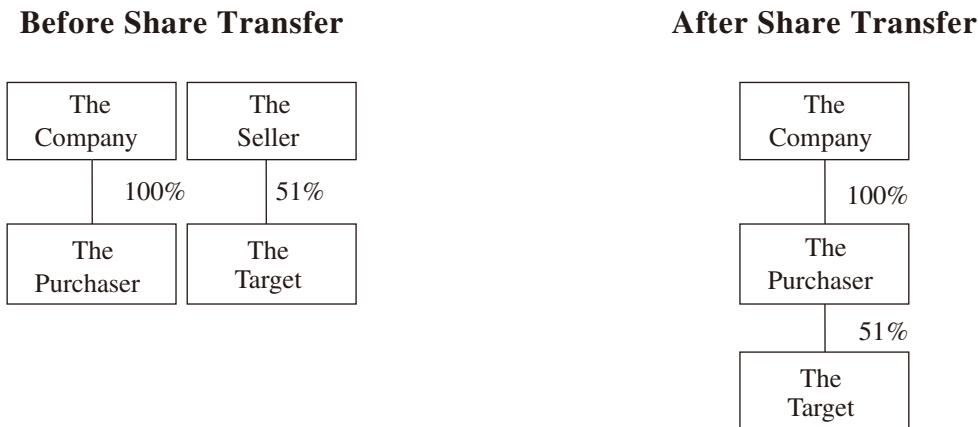 Before Share Transfer
The
Company
The
Seller
100%
51%
The
Purchaser
The
Target
After Share Transfer
The
Company
100%
The
Purchaser
51%
The
Target